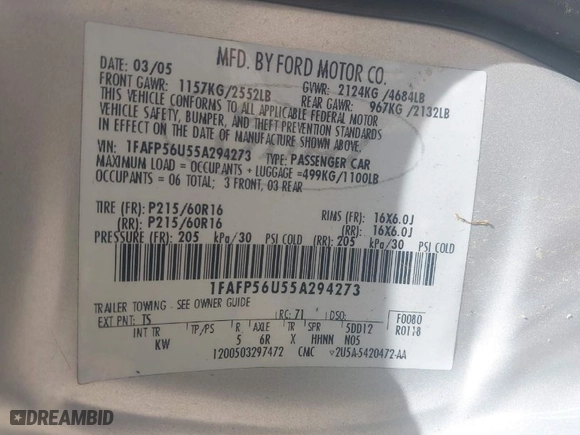 MFD. BY FORD MOTOR CO.
DATE: 03/05
GVWR: 2124KG /4684LB
FRONT GAWR: 1157KG/2552LB REAR GAWR: 967KG/2132LB
THIS VEHICLE CONFORMS TO ALL APPLICABLE FEDERAL MOTOR
VEHICLE SAFETY, BUMPER, AND THEFT PREVENTION STANDARDS
IN EFFECT ON THE DATE OF MANUFACTURE SHOWN ABOVE.
VIN: 1FAFP56U55A294273 TYPE: PASSENGER CAR
MAXIMUM LOAD = OCCUPANTS + LUGGAGE =499KG/1100LB
OCCUPANTS = 06 TOTAL; 3 FRONT, 03 REAR
TIRE (FR): P215/60R16 RIMS (FR): 16X6.0J
(RR): P215/60R16 (RR): 16X6.0J
PRESSURE (FR): 205 kPa/30 PSI COLD (RR): 205 kPa/30 PSI COLD
1FAFP56U55A294273
TRAILER TOWING - SEE OWNER GUIDE
EXT PNT: TS RC: 71 DSO: F0080
R0118
INT TR TP/PS R AXLE TR SPR 5DD12
KW 5 6R X HHNN N05
1200503297472 CMC ▽2U5A-5420472-AA
DREAMBID